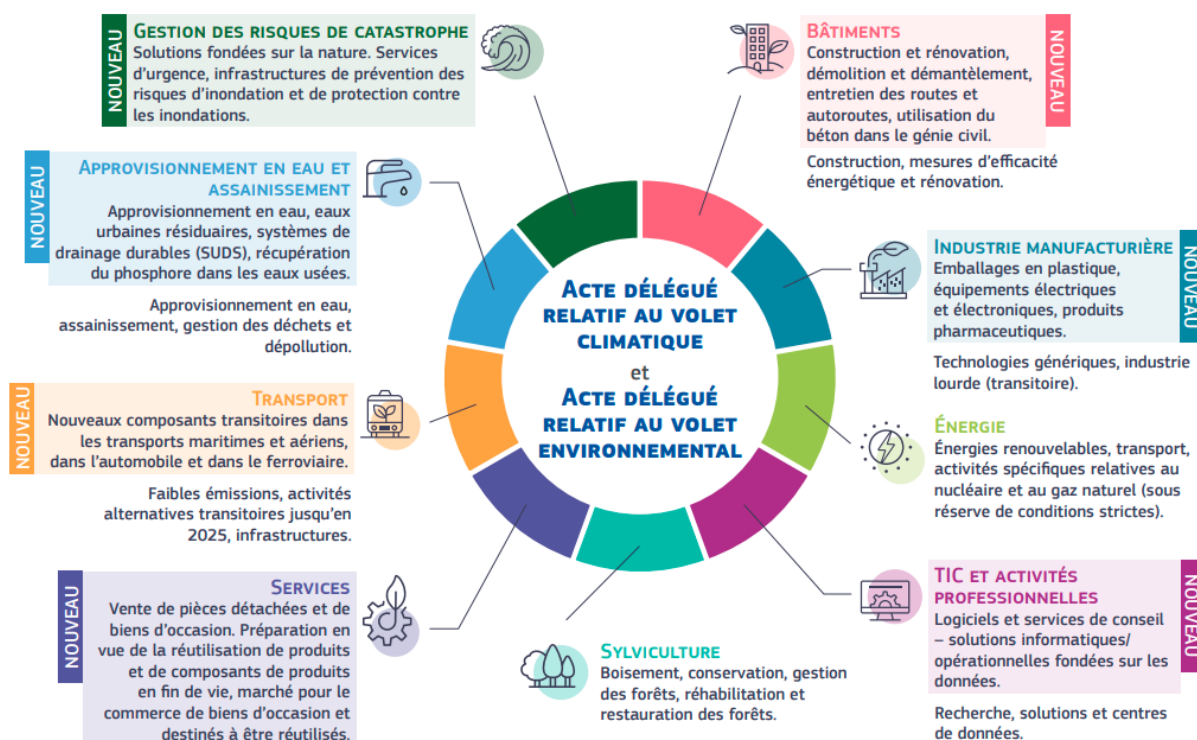 NOUVEAU
GESTION DES RISQUES DE CATASTROPHE
Solutions fondées sur la nature. Services
d'urgence, infrastructures de prévention des
risques d'inondation et de protection contre
les inondations.
BÂTIMENTS
Construction et rénovation,
démolition et démantèlement,
entretien des routes et
autoroutes, utilisation du
béton dans le génie civil.
NOUVEAU
Construction, mesures d'efficacité
énergétique et rénovation.
NOUVEAU
APPROVISIONNEMENT EN EAU ET
ASSAINISSEMENT
Approvisionnement en eau, eaux
urbaines résiduaires, systèmes de
drainage durables (SUDS), récupération
du phosphore dans les eaux usées.
Approvisionnement en eau,
assainissement, gestion des déchets et
dépollution.
INDUSTRIE MANUFACTURIÈRE
Emballages en plastique,
équipements électriques
et électroniques, produits
pharmaceutiques.
NOUVEAU
Technologies génériques, industrie
lourde (transitoire).
ACTE DÉLÉGUÉ
RELATIF AU VOLET
CLIMATIQUE
et
ACTE DÉLÉGUÉ
RELATIF AU VOLET
ENVIRONNEMENTAL
NOUVEAU
TRANSPORT
Nouveaux composants transitoires dans
les transports maritimes et aériens,
dans l'automobile et dans le ferroviaire.
Faibles émissions, activités
alternatives transitoires jusqu'en
2025, infrastructures.
ÉNERGIE
Énergies renouvelables, transport,
activités spécifiques relatives au
nucléaire et au gaz naturel (sous
réserve de conditions strictes).
NOUVEAU
SERVICES
Vente de pièces détachées et de
biens d'occasion. Préparation en
vue de la réutilisation de produits
et de composants de produits
en fin de vie, marché pour le
commerce de biens d'occasion et
destinés à être réutilisés.
SYLVICULTURE
Boisement, conservation, gestion
des forêts, réhabilitation et
restauration des forêts.
TIC ET ACTIVITÉS
PROFESSIONNELLES
Logiciels et services de conseil
– solutions informatiques/
opérationnelles fondées sur les
données.
NOUVEAU
Recherche, solutions et centres
de données.